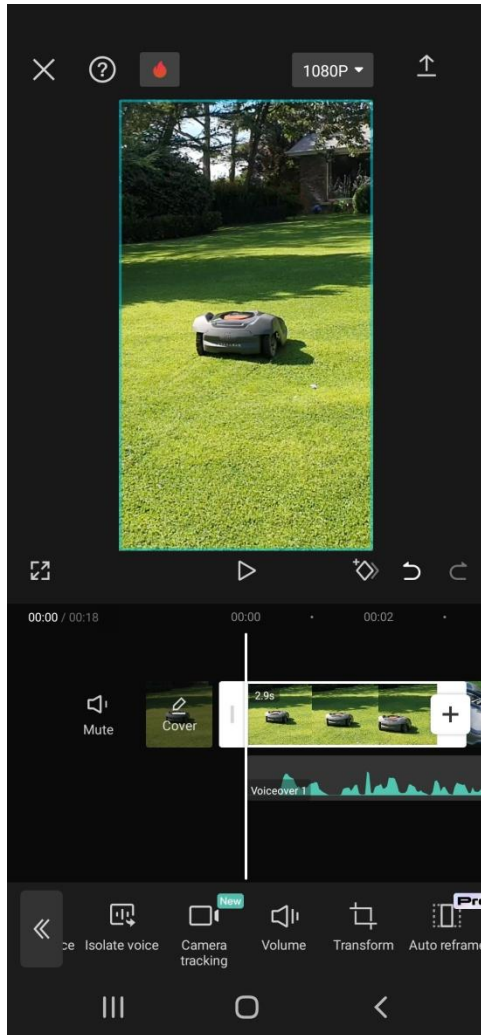 1080P
00:00 / 00:18
00:00
00:02
2.9s
Mute
Cover
Voiceover 1
New
Pro
ce
Isolate voice
Camera
tracking
Volume
Transform
Auto reframe